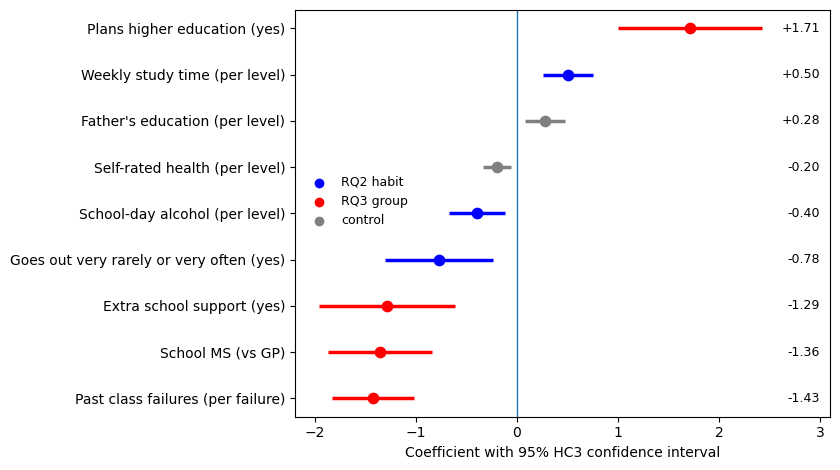 Plans higher education (yes) +1.71
Weekly study time (per level) +0.50
Father's education (per level) +0.28
Self-rated health (per level) -0.20
RQ2 habit
RQ3 group
control
School-day alcohol (per level) -0.40
Goes out very rarely or very often (yes) -0.78
Extra school support (yes) -1.29
School MS (vs GP) -1.36
Past class failures (per failure) -1.43
−2 −1 0 1 2 3
Coefficient with 95% HC3 confidence interval